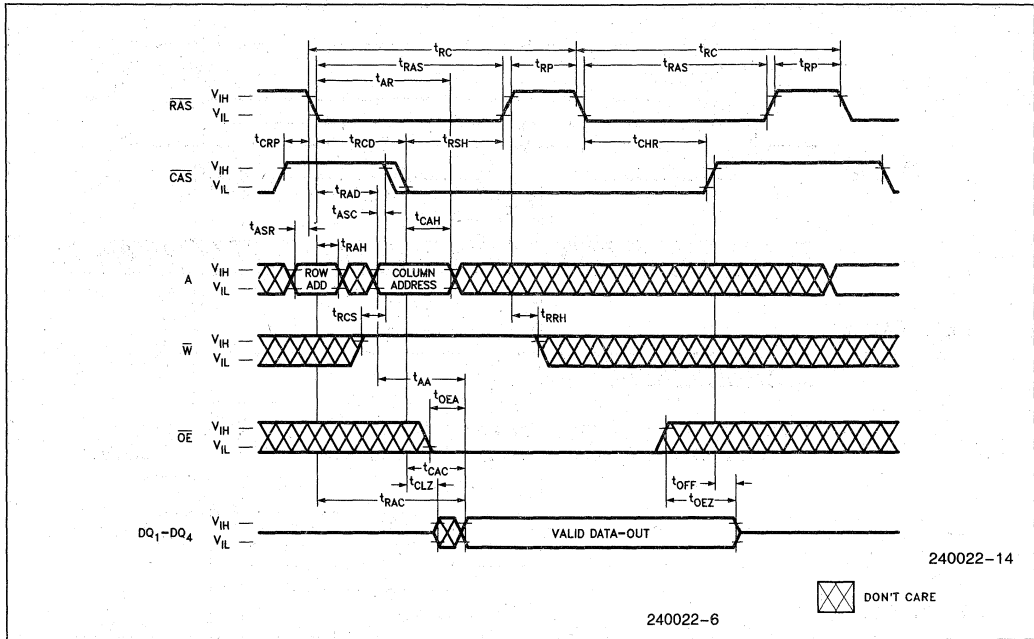 tRC tRC
tRAS tRP tRAS tRP
tAR
RAS VIH VIL
tCRP tRCD tRSH tCHR
CAS VIH VIL
tRAD
tASC tCAH
tASR
tRAH
A VIH VIL ROW ADD COLUMN ADDRESS
tRCS tRRH
W VIH VIL
tAA
tOEA
OE VIH VIL
tCAC
tCLZ tOFF
tRAC tOEZ
DQ1-DQ4 VIH VIL VALID DATA-OUT
240022-14
DON'T CARE
240022-6